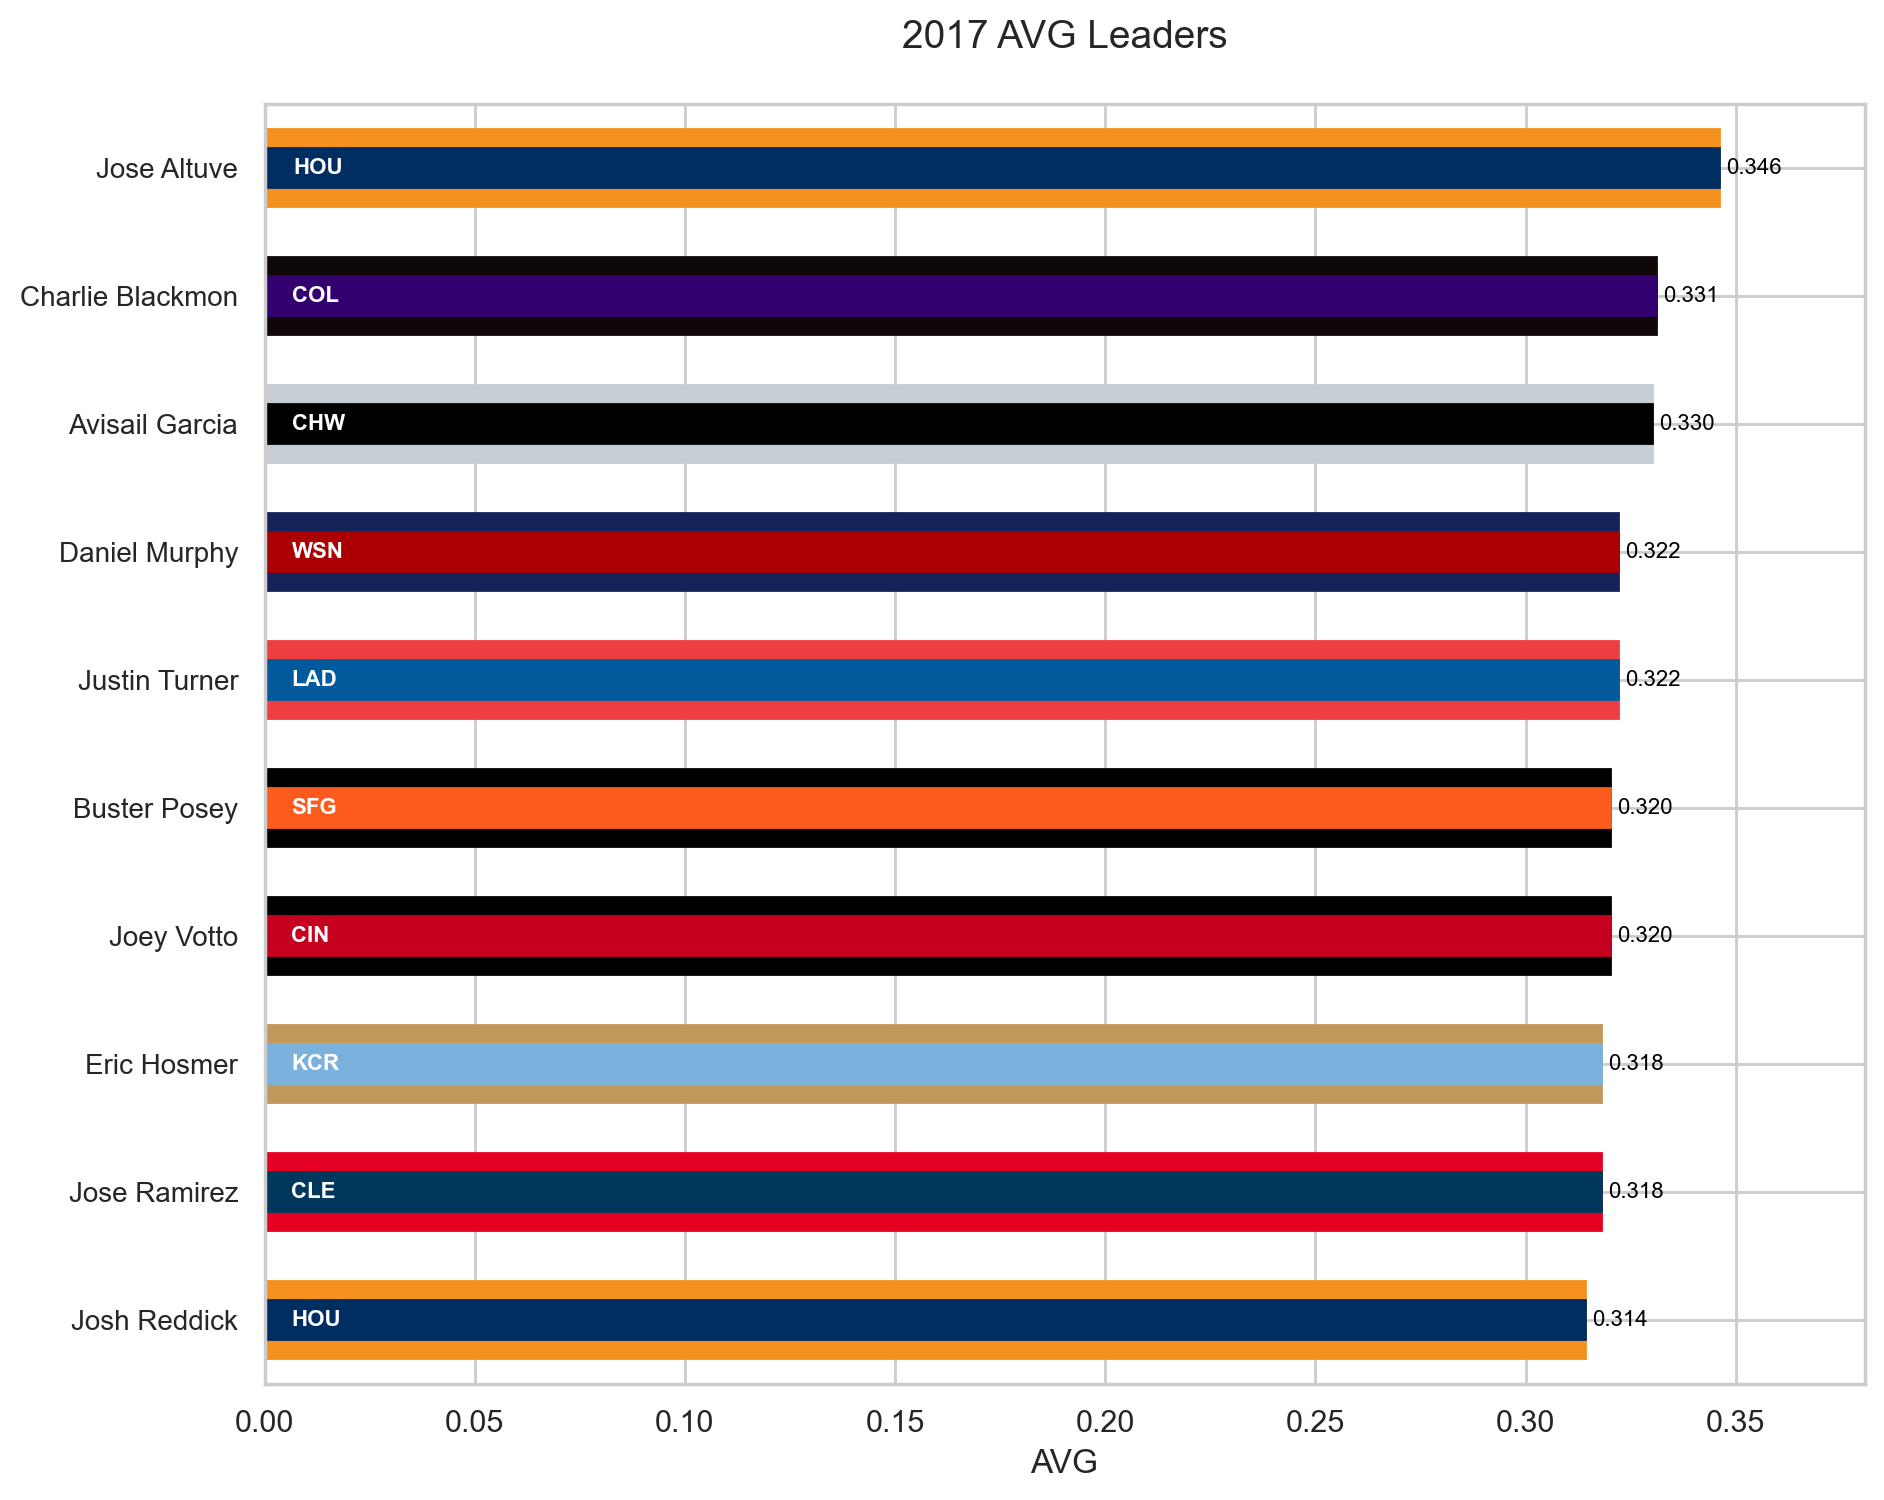 2017 AVG Leaders
Jose Altuve HOU 0.346
Charlie Blackmon COL 0.331
Avisail Garcia CHW 0.330
Daniel Murphy WSN 0.322
Justin Turner LAD 0.322
Buster Posey SFG 0.320
Joey Votto CIN 0.320
Eric Hosmer KCR 0.318
Jose Ramirez CLE 0.318
Josh Reddick HOU 0.314
0.00 0.05 0.10 0.15 0.20 0.25 0.30 0.35
AVG